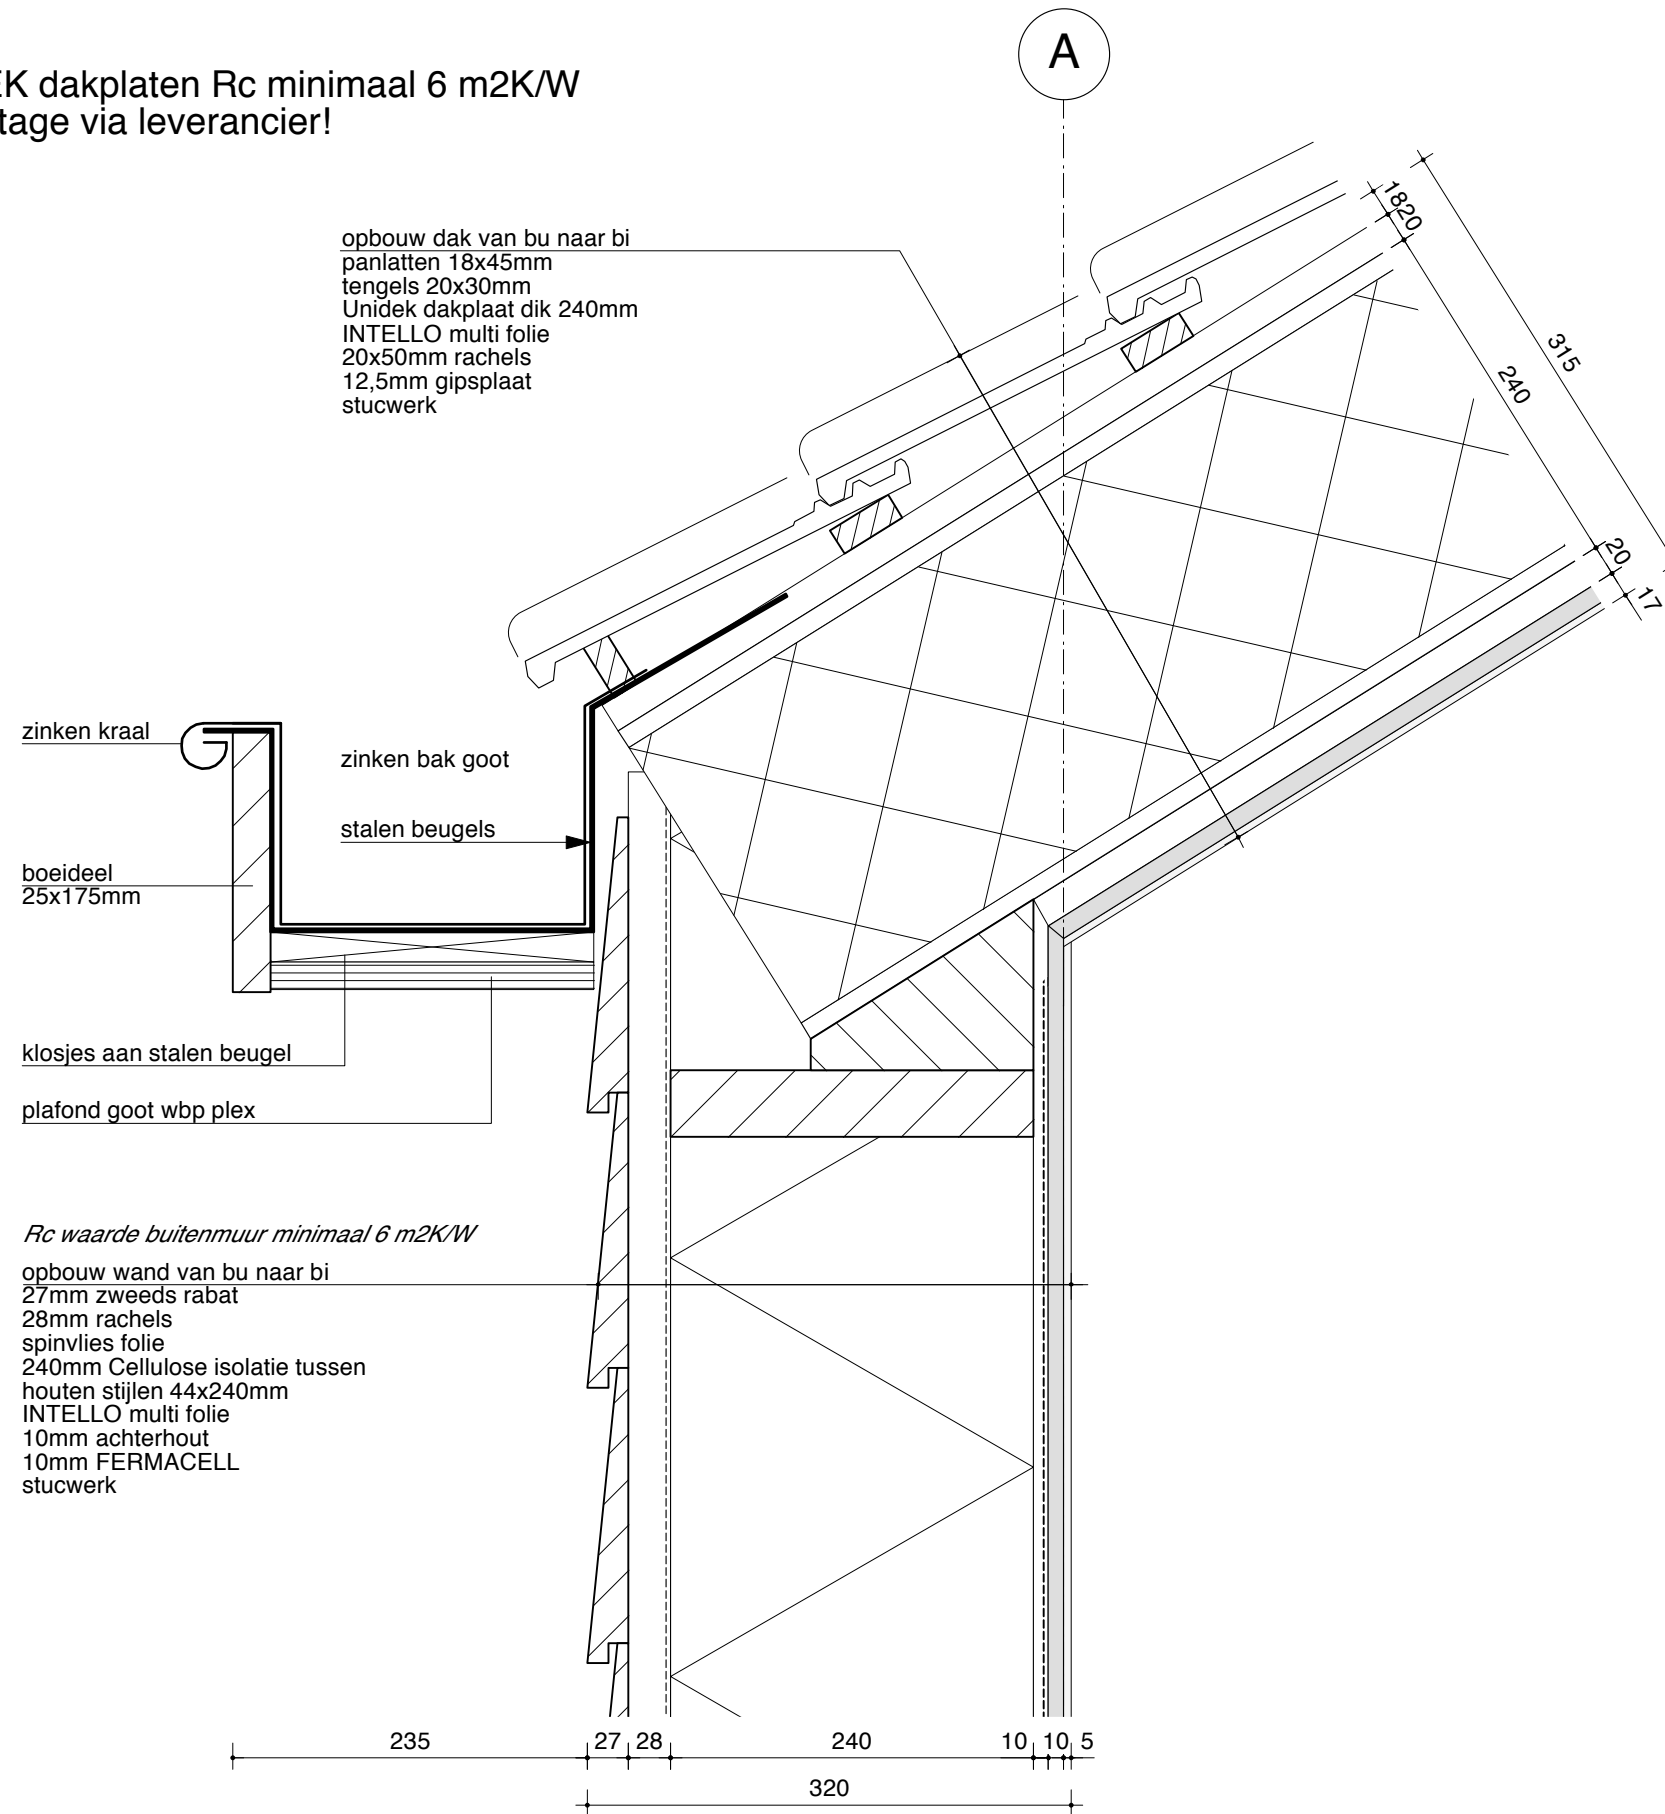 EK dakplaten Rc minimaal 6 m2K/W
tage via leverancier!
A
opbouw dak van bu naar bi
panlatten 18x45mm
tengels 20x30mm
Unidek dakplaat dik 240mm
INTELLO multi folie
20x50mm rachels
12,5mm gipsplaat
stucwerk
18
20
315
240
20
17
zinken kraal
zinken bak goot
stalen beugels
boeideel
25x175mm
klosjes aan stalen beugel
plafond goot wbp plex
Rc waarde buitenmuur minimaal 6 m2K/W
opbouw wand van bu naar bi
27mm zweeds rabat
28mm rachels
spinvlies folie
240mm Cellulose isolatie tussen
houten stijlen 44x240mm
INTELLO multi folie
10mm achterhout
10mm FERMACELL
stucwerk
235 27 28 240 10 10 5
320